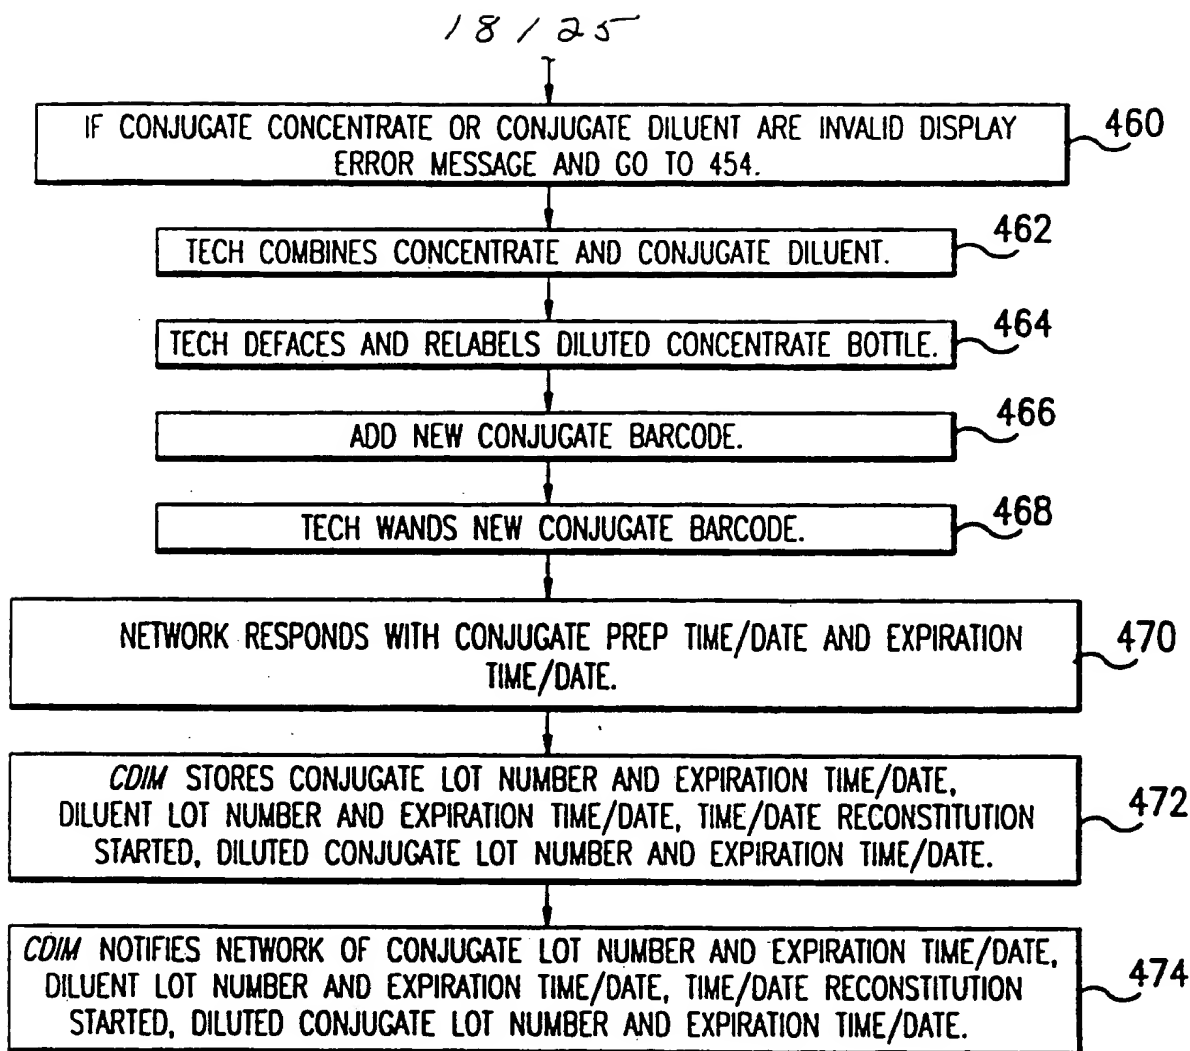 18/25
IF CONJUGATE CONCENTRATE OR CONJUGATE DILUENT ARE INVALID DISPLAY
ERROR MESSAGE AND GO TO 454.
460
TECH COMBINES CONCENTRATE AND CONJUGATE DILUENT.
462
TECH DEFACES AND RELABELS DILUTED CONCENTRATE BOTTLE.
464
ADD NEW CONJUGATE BARCODE.
466
TECH WANDS NEW CONJUGATE BARCODE.
468
NETWORK RESPONDS WITH CONJUGATE PREP TIME/DATE AND EXPIRATION
TIME/DATE.
470
CDIM STORES CONJUGATE LOT NUMBER AND EXPIRATION TIME/DATE,
DILUENT LOT NUMBER AND EXPIRATION TIME/DATE, TIME/DATE RECONSTITUTION
STARTED, DILUTED CONJUGATE LOT NUMBER AND EXPIRATION TIME/DATE.
472
CDIM NOTIFIES NETWORK OF CONJUGATE LOT NUMBER AND EXPIRATION TIME/DATE,
DILUENT LOT NUMBER AND EXPIRATION TIME/DATE, TIME/DATE RECONSTITUTION
STARTED, DILUTED CONJUGATE LOT NUMBER AND EXPIRATION TIME/DATE.
474